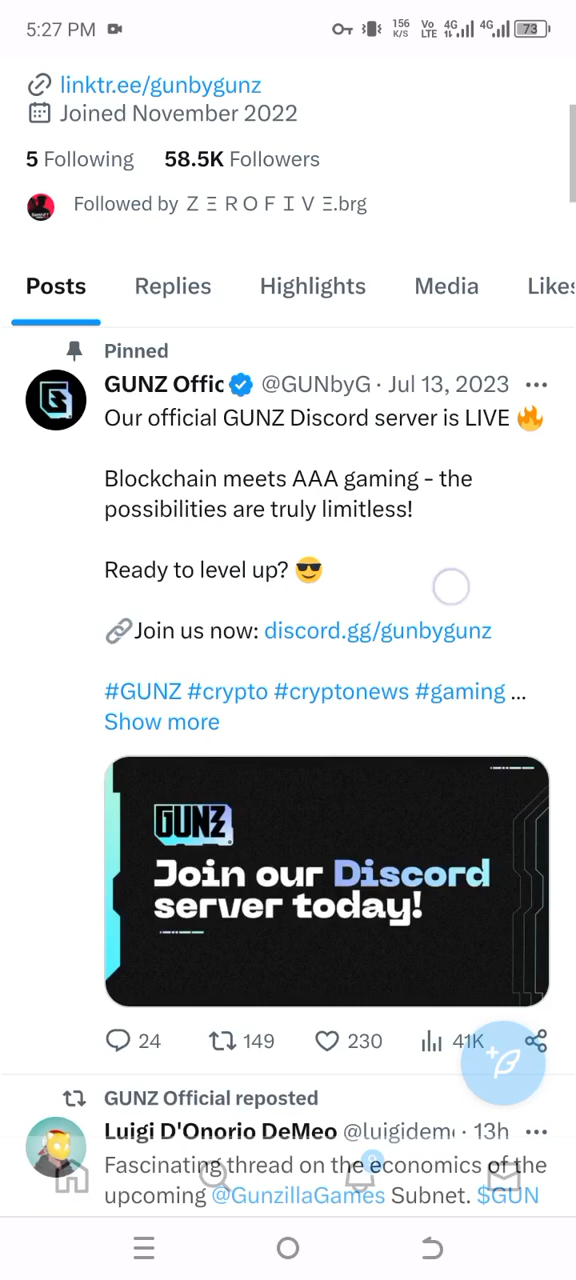 5:27 PM
156 K/S Vo LTE 4G 4G 73
linktr.ee/gunbygunz
Joined November 2022
5 Following 58.5K Followers
Followed by Ζ Ξ R O F I V Ξ.brg
Posts Replies Highlights Media Likes
Pinned
GUNZ Offic @GUNbyG · Jul 13, 2023
Our official GUNZ Discord server is LIVE 🔥
Blockchain meets AAA gaming - the
possibilities are truly limitless!
Ready to level up? 😎
🔗Join us now: discord.gg/gunbygunz
#GUNZ #crypto #cryptonews #gaming ...
Show more
GUNZ
Join our Discord
server today!
24 149 230 41K
GUNZ Official reposted
Luigi D'Onorio DeMeo @luigidem · 13h
Fascinating thread on the economics of the
upcoming @GunzillaGames Subnet. $GUN